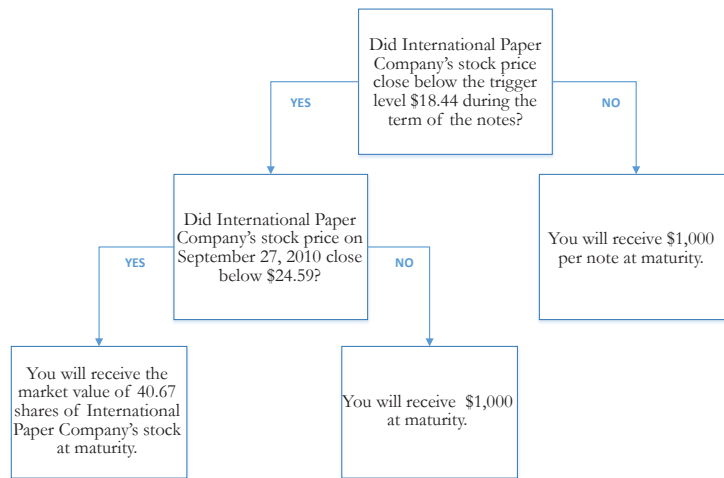 Did International Paper
Company's stock price
close below the trigger
level $18.44 during the
term of the notes?
YES
NO
Did International Paper
Company's stock price on
September 27, 2010 close
below $24.59?
You will receive $1,000
per note at maturity.
YES
NO
You will receive the
market value of 40.67
shares of International
Paper Company's stock
at maturity.
You will receive $1,000
at maturity.